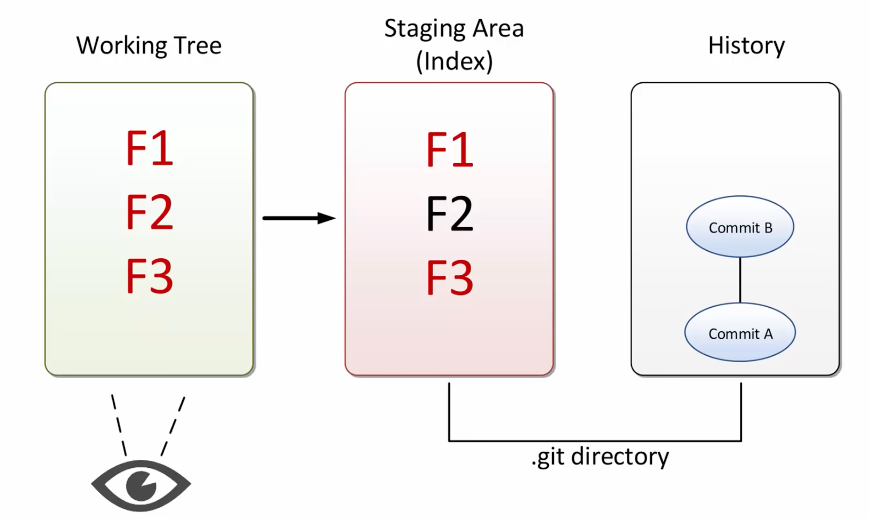 Working Tree
Staging Area
(Index)
History
F1
F2
F3
F1
F2
F3
Commit B
Commit A
.git directory